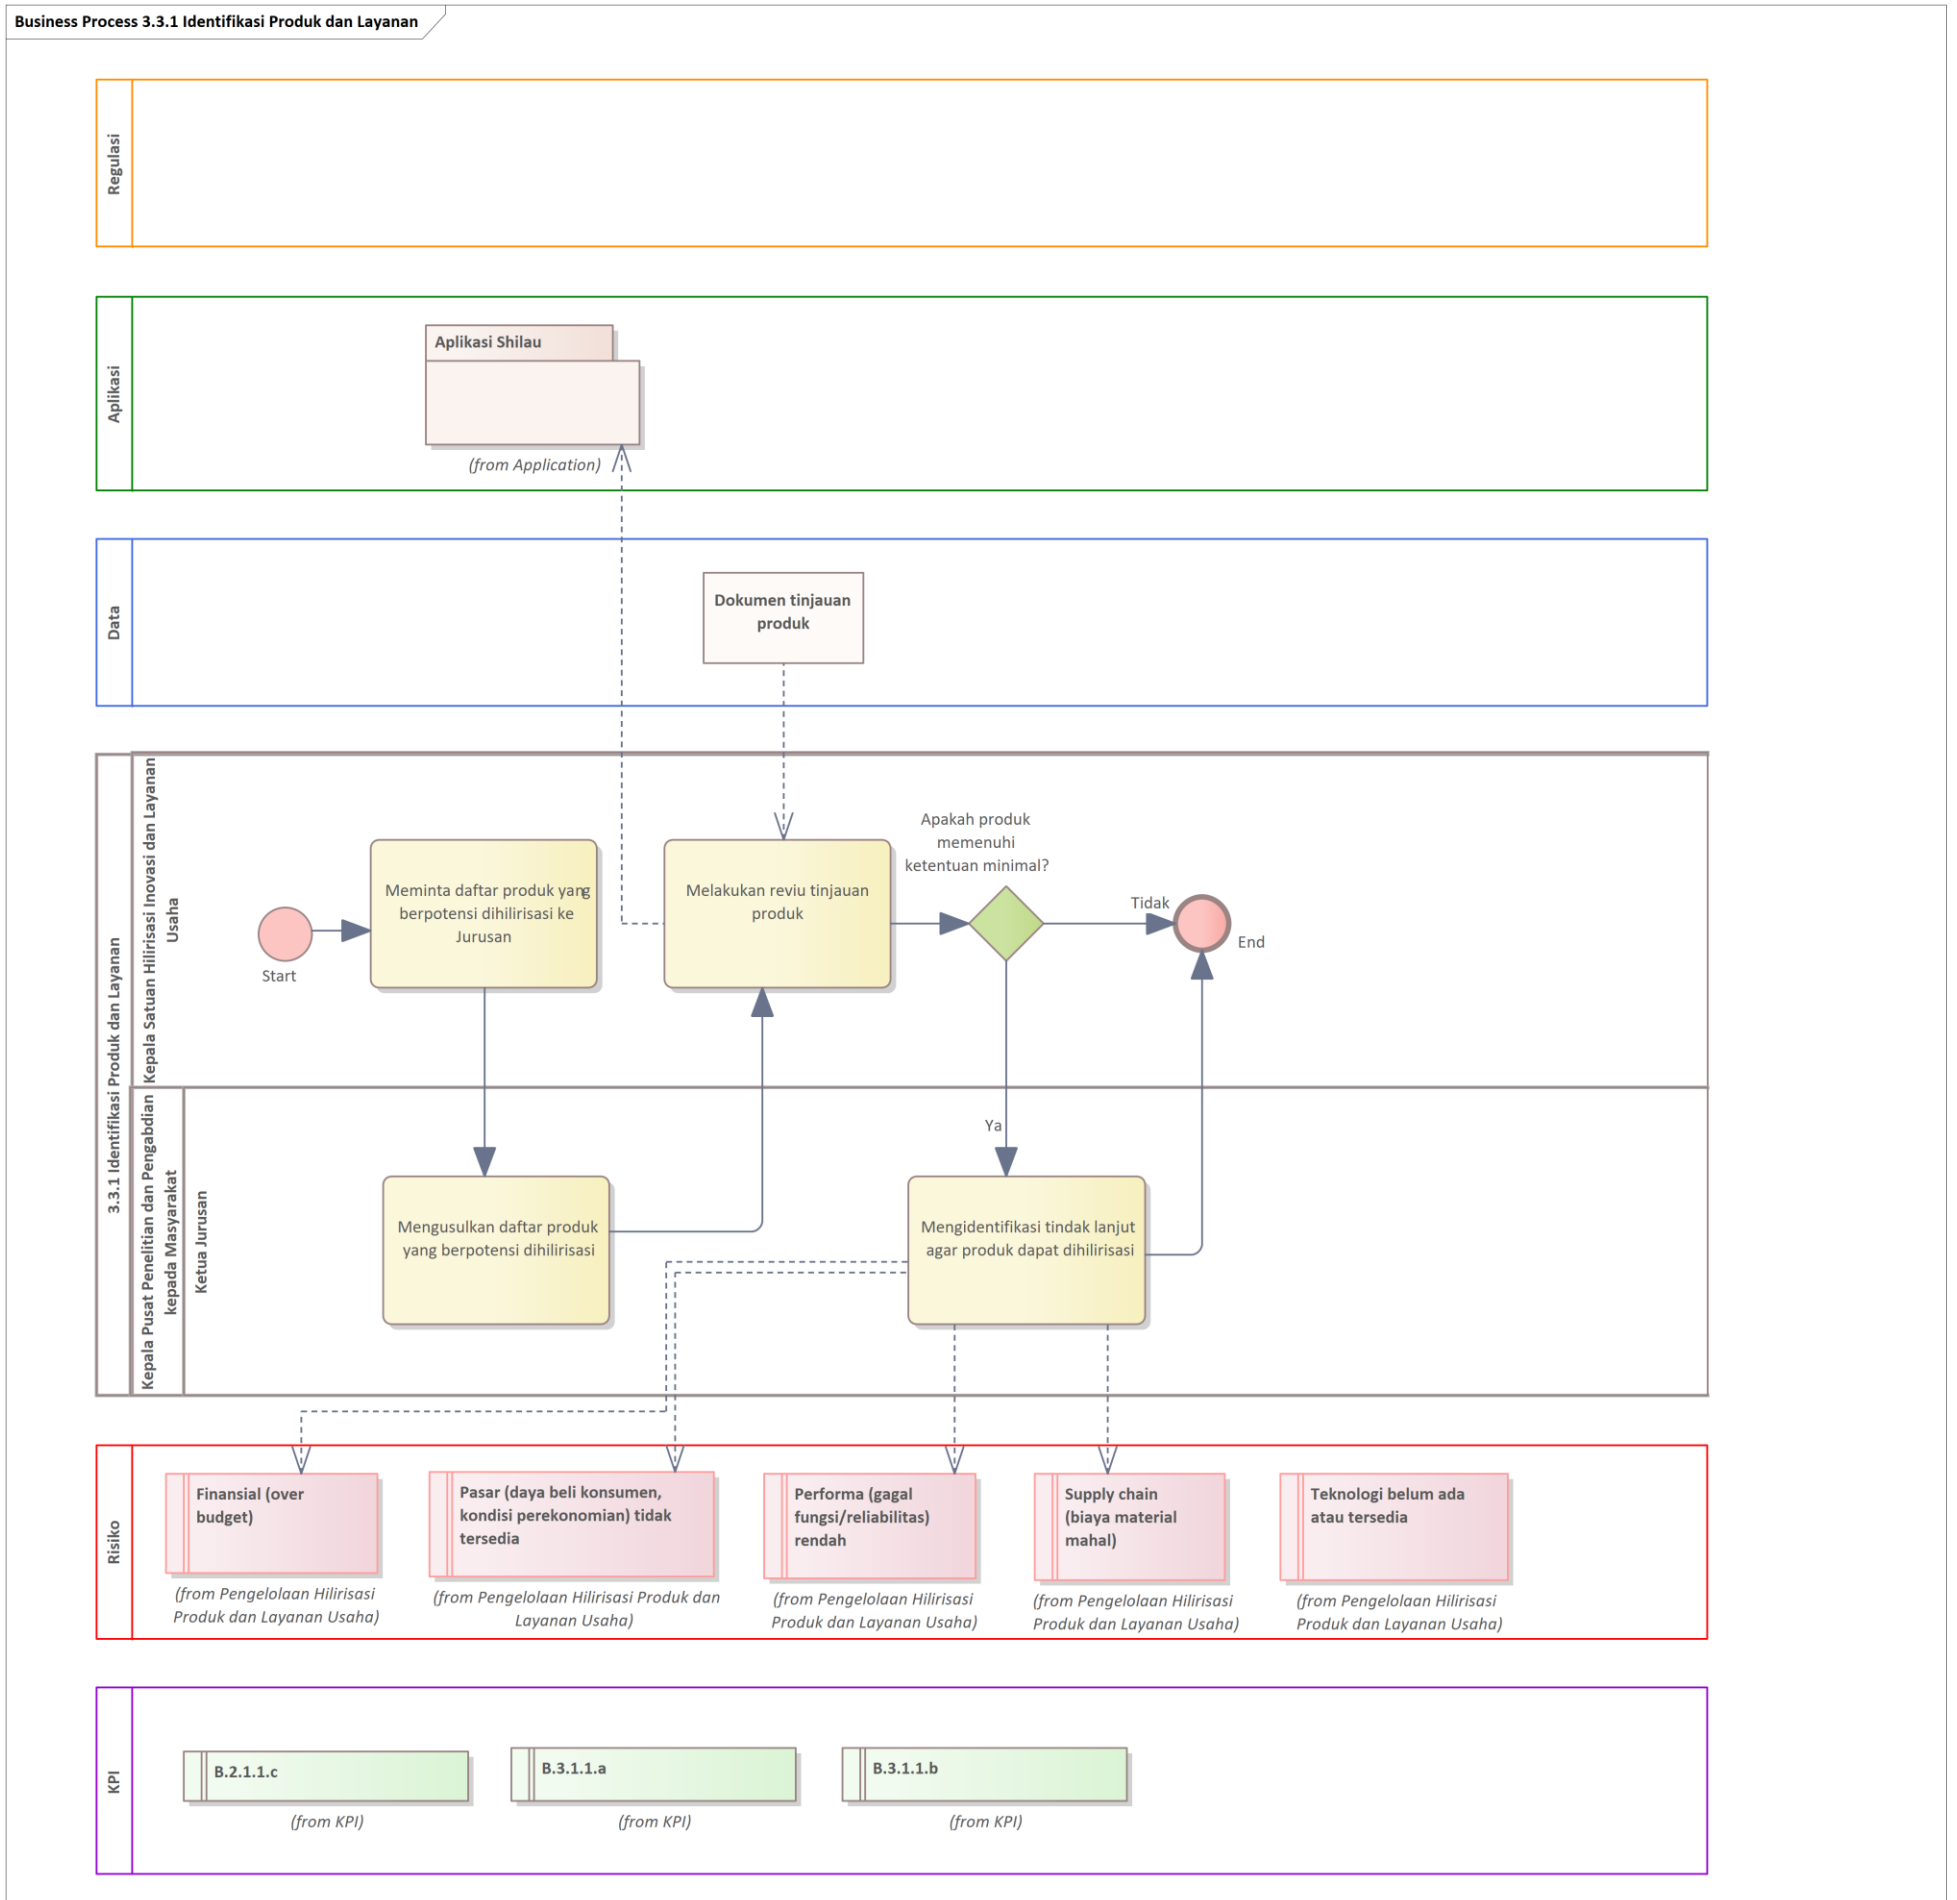 Business Process 3.3.1 Identifikasi Produk dan Layanan
Regulasi
Aplikasi
Aplikasi Shilau
(from Application)
Data
Dokumen tinjauan
produk
3.3.1 Identifikasi Produk dan Layanan
Kepala Satuan Hilirisasi Inovasi dan Layanan
Usaha
Start
Meminta daftar produk yang
berpotensi dihilirisasi ke
Jurusan
Melakukan reviu tinjauan
produk
Apakah produk
memenuhi
ketentuan minimal?
Tidak
End
Ya
Kepala Pusat Penelitian dan Pengabdian
kepada Masyarakat
Ketua Jurusan
Mengusulkan daftar produk
yang berpotensi dihilirisasi
Mengidentifikasi tindak lanjut
agar produk dapat dihilirisasi
Risiko
Finansial (over
budget)
(from Pengelolaan Hilirisasi
Produk dan Layanan Usaha)
Pasar (daya beli konsumen,
kondisi perekonomian) tidak
tersedia
(from Pengelolaan Hilirisasi Produk dan
Layanan Usaha)
Performa (gagal
fungsi/reliabilitas)
rendah
(from Pengelolaan Hilirisasi
Produk dan Layanan Usaha)
Supply chain
(biaya material
mahal)
(from Pengelolaan Hilirisasi
Produk dan Layanan Usaha)
Teknologi belum ada
atau tersedia
(from Pengelolaan Hilirisasi
Produk dan Layanan Usaha)
KPI
B.2.1.1.c
(from KPI)
B.3.1.1.a
(from KPI)
B.3.1.1.b
(from KPI)